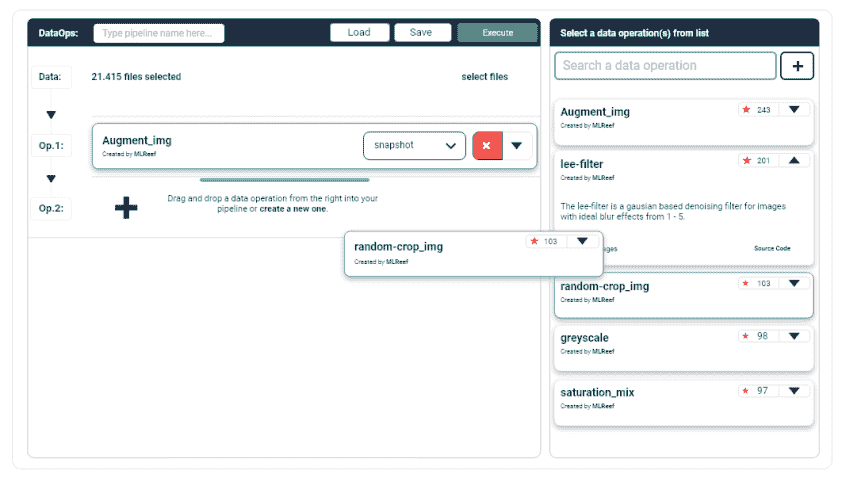 DataOps:
Type pipeline name here...
Load
Save
Execute
Data:
21.415 files selected
select files
Op.1:
Augment_img
Created by MLReef
snapshot
Op.2:
Drag and drop a data operation from the right into your
pipeline or create a new one.
random-crop_img
103
Created by MLReef
Select a data operation(s) from list
Search a data operation
Augment_img
243
Created by MLReef
lee-filter
201
Created by MLReef
The lee-filter is a gausian based denoising filter for images
with ideal blur effects from 1 - 5.
Source Code
random-crop_img
103
Created by MLReef
greyscale
98
Created by MLReef
saturation_mix
97
Created by MLReef